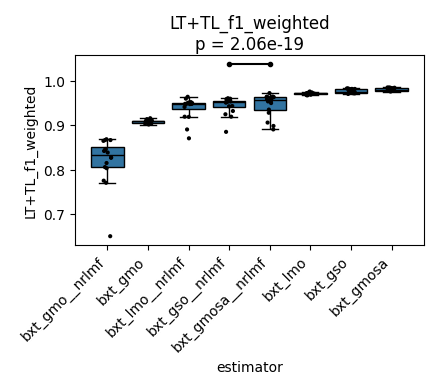 LT+TL_f1_weighted
p = 2.06e-19
LT+TL_f1_weighted
1.0
0.9
0.8
0.7
bxt_gmo__nrlmf
bxt_gmo
bxt_lmo__nrlmf
bxt_gso__nrlmf
bxt_gmosa__nrlmf
bxt_lmo
bxt_gso
bxt_gmosa
estimator